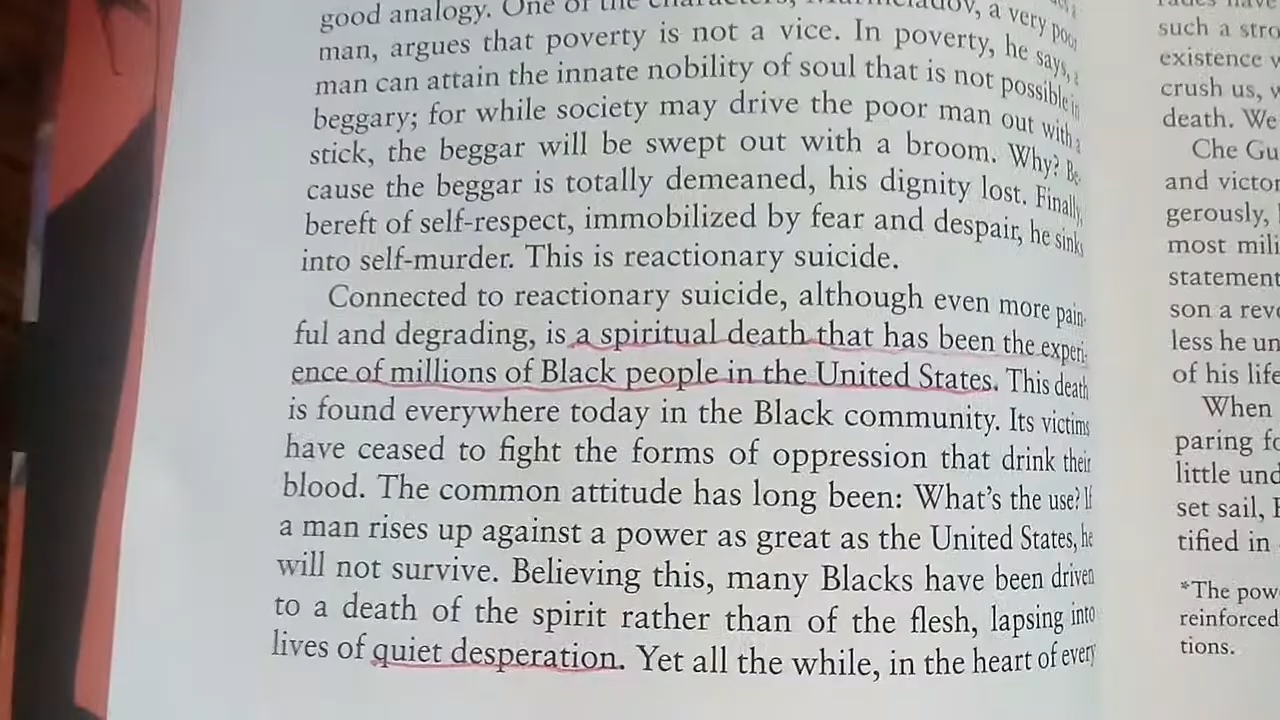 good analogy. One of the characters, Marmeladov, a very poor
man, argues that poverty is not a vice. In poverty, he says, a
man can attain the innate nobility of soul that is not possible in
beggary; for while society may drive the poor man out with a
stick, the beggar will be swept out with a broom. Why? Be-
cause the beggar is totally demeaned, his dignity lost. Finally,
bereft of self-respect, immobilized by fear and despair, he sinks
into self-murder. This is reactionary suicide.
Connected to reactionary suicide, although even more pain-
ful and degrading, is a spiritual death that has been the experi-
ence of millions of Black people in the United States. This death
is found everywhere today in the Black community. Its victims
have ceased to fight the forms of oppression that drink their
blood. The common attitude has long been: What's the use? If
a man rises up against a power as great as the United States, he
will not survive. Believing this, many Blacks have been driven
to a death of the spirit rather than of the flesh, lapsing into
lives of quiet desperation. Yet all the while, in the heart of every
such a stro
existence w
crush us, w
death. We
Che Gu
and victor
gerously,
most mili
statement
son a revo
less he un
of his life
When
paring fo
little und
set sail,
tified in
*The powe
reinforced
tions.